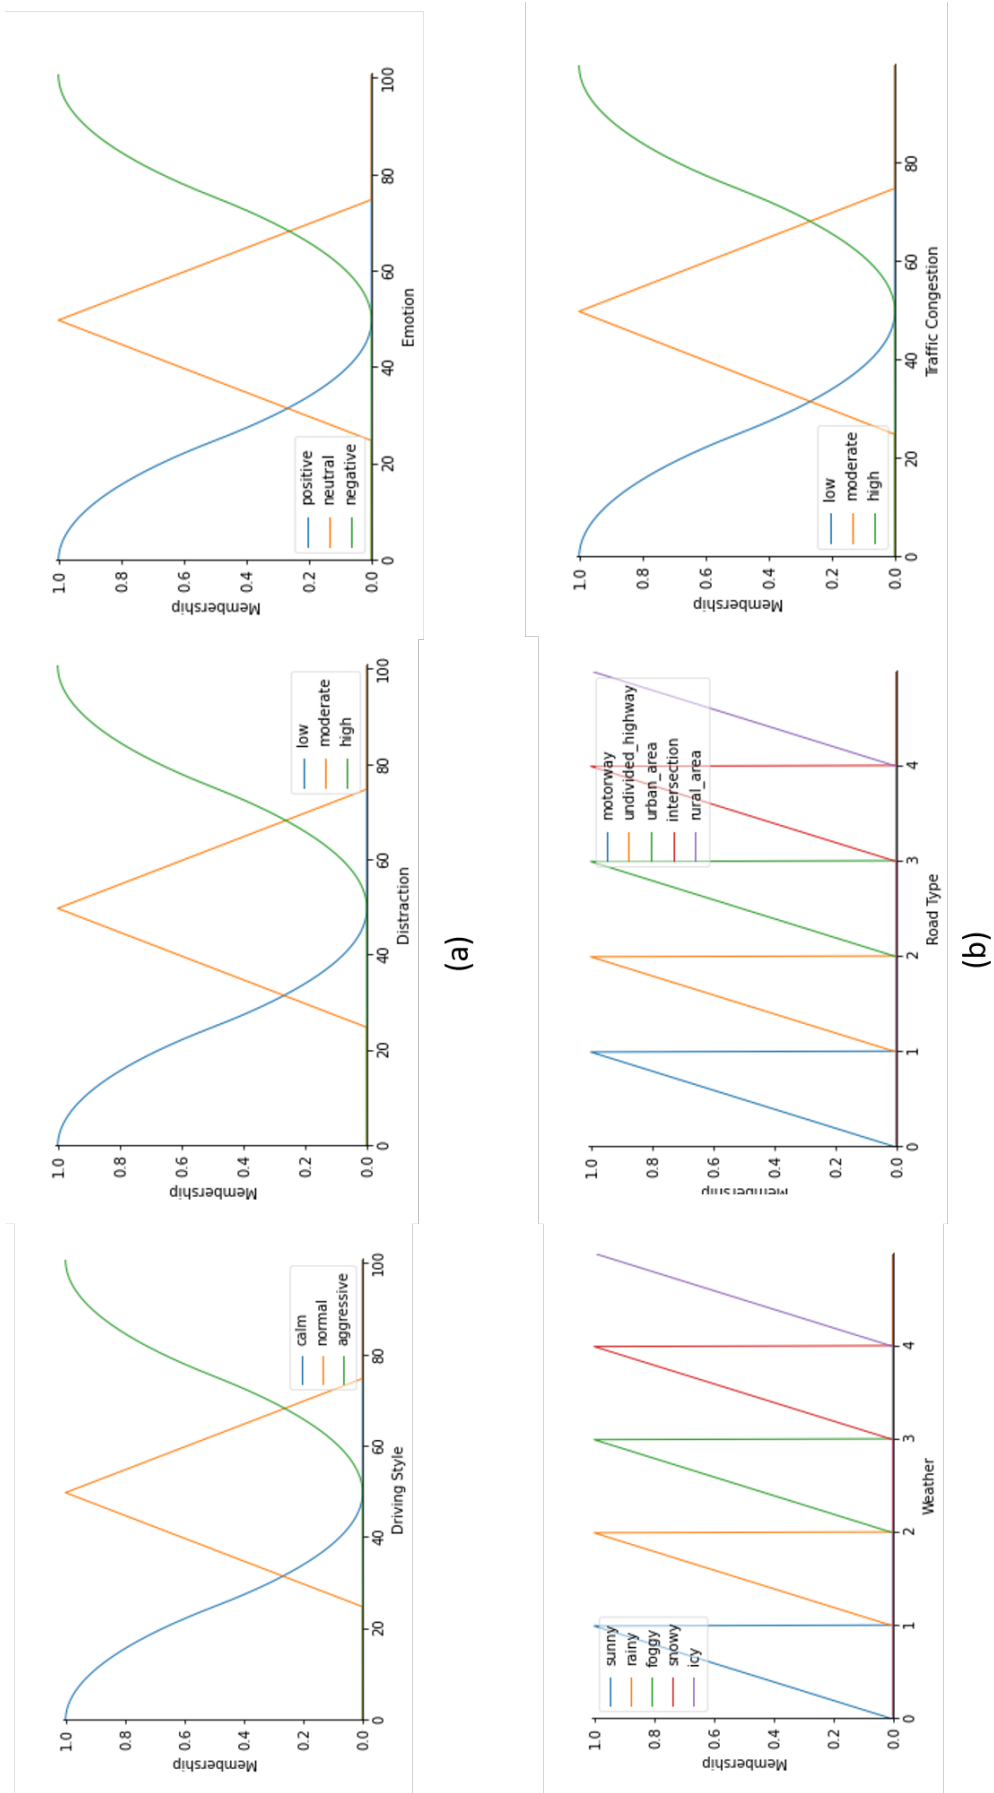 Membership
1.0
0.8
0.6
0.4
0.2
0.0
calm
normal
aggressive
0 20 40 60 80 100
Driving Style
Membership
1.0
0.8
0.6
0.4
0.2
0.0
low
moderate
high
0 20 40 60 80 100
Distraction
Membership
1.0
0.8
0.6
0.4
0.2
0.0
positive
neutral
negative
0 20 40 60 80 100
Emotion
(a)
Membership
1.0
0.8
0.6
0.4
0.2
0.0
sunny
rainy
foggy
snowy
icy
0 1 2 3 4
Weather
Membership
1.0
0.8
0.6
0.4
0.2
0.0
motorway
undivided_highway
urban_area
intersection
rural_area
0 1 2 3 4
Road Type
Membership
1.0
0.8
0.6
0.4
0.2
0.0
low
moderate
high
0 20 40 60 80
Traffic Congestion
(b)